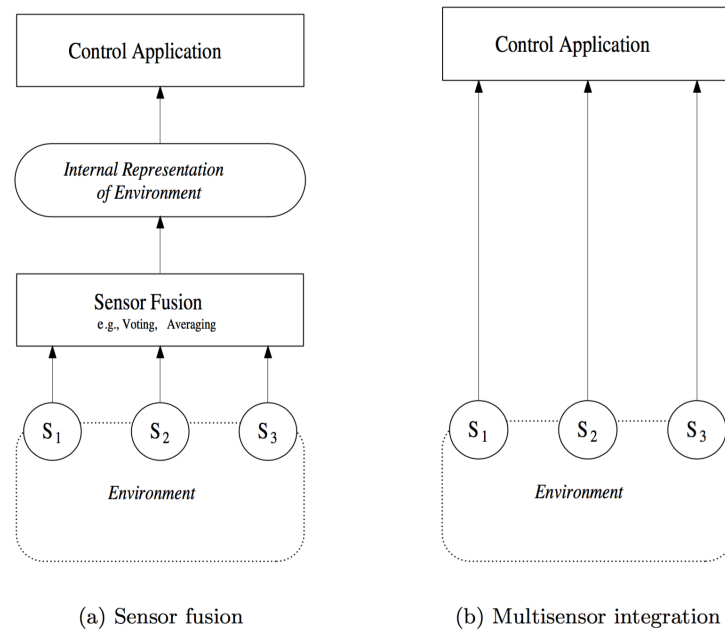 Control Application
Internal Representation
of Environment
Sensor Fusion
e.g., Voting, Averaging
S1
S2
S3
Environment
(a) Sensor fusion
Control Application
S1
S2
S3
Environment
(b) Multisensor integration